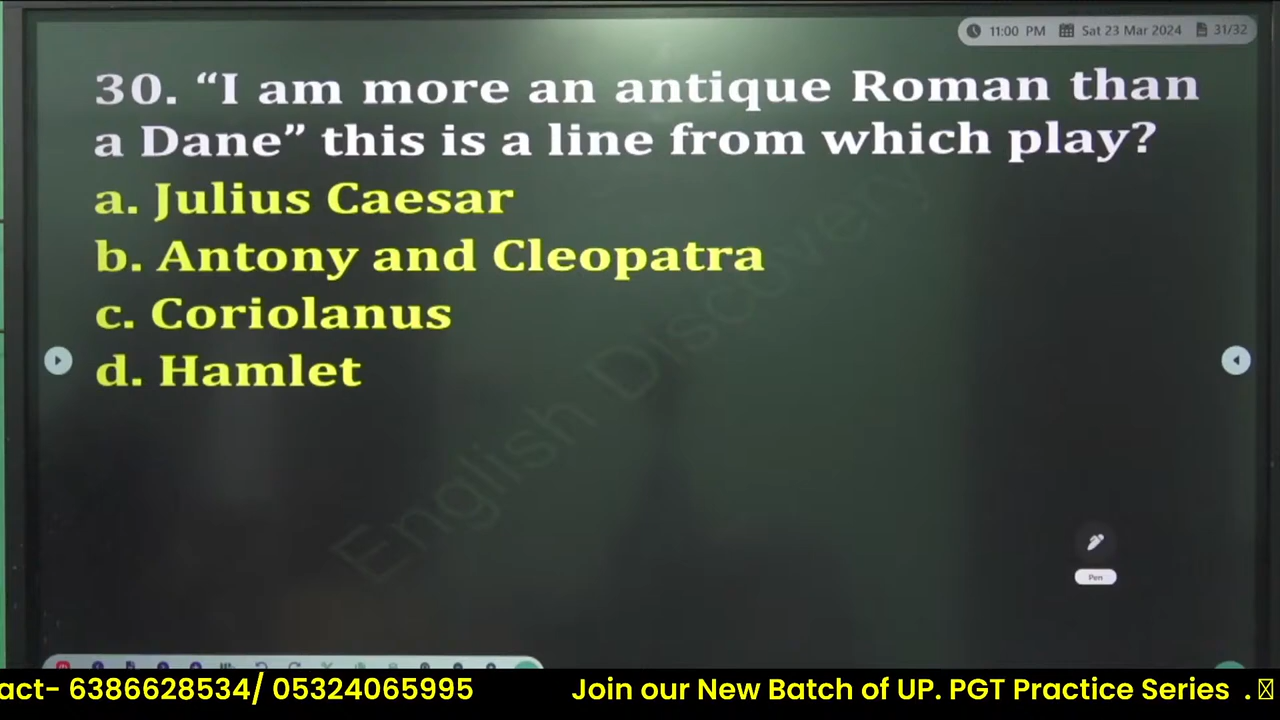 11:00 PM Sat 23 Mar 2024 31/32
30. “I am more an antique Roman than
a Dane” this is a line from which play?
a. Julius Caesar
b. Antony and Cleopatra
c. Coriolanus
d. Hamlet
English Discovery
Pen
act- 6386628534/ 05324065995 Join our New Batch of UP. PGT Practice Series .